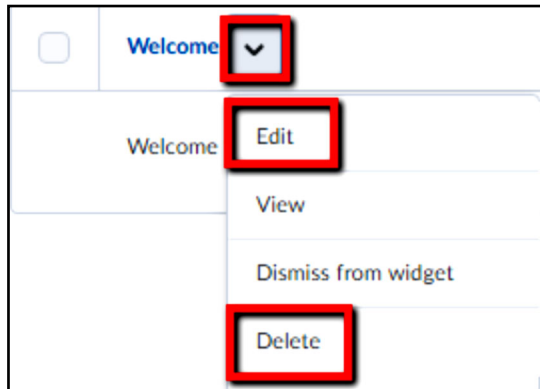 Welcome
Welcome
Edit
View
Dismiss from widget
Delete